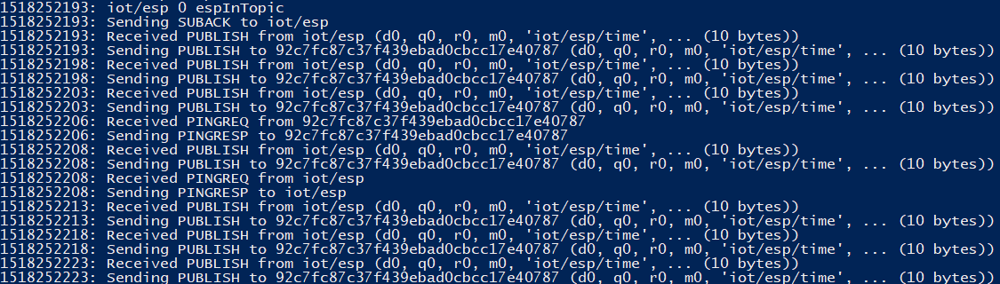 1518252193: iot/esp 0 espInTopic
1518252193: Sending SUBACK to iot/esp
1518252193: Received PUBLISH from iot/esp (d0, q0, r0, m0, 'iot/esp/time', ... (10 bytes))
1518252193: Sending PUBLISH to 92c7fc87c37f439ebad0cbcc17e40787 (d0, q0, r0, m0, 'iot/esp/time', ... (10 bytes))
1518252198: Received PUBLISH from iot/esp (d0, q0, r0, m0, 'iot/esp/time', ... (10 bytes))
1518252198: Sending PUBLISH to 92c7fc87c37f439ebad0cbcc17e40787 (d0, q0, r0, m0, 'iot/esp/time', ... (10 bytes))
1518252203: Received PUBLISH from iot/esp (d0, q0, r0, m0, 'iot/esp/time', ... (10 bytes))
1518252203: Sending PUBLISH to 92c7fc87c37f439ebad0cbcc17e40787 (d0, q0, r0, m0, 'iot/esp/time', ... (10 bytes))
1518252206: Received PINGREQ from 92c7fc87c37f439ebad0cbcc17e40787
1518252206: Sending PINGRESP to 92c7fc87c37f439ebad0cbcc17e40787
1518252208: Received PUBLISH from iot/esp (d0, q0, r0, m0, 'iot/esp/time', ... (10 bytes))
1518252208: Sending PUBLISH to 92c7fc87c37f439ebad0cbcc17e40787 (d0, q0, r0, m0, 'iot/esp/time', ... (10 bytes))
1518252208: Received PINGREQ from iot/esp
1518252208: Sending PINGRESP to iot/esp
1518252213: Received PUBLISH from iot/esp (d0, q0, r0, m0, 'iot/esp/time', ... (10 bytes))
1518252213: Sending PUBLISH to 92c7fc87c37f439ebad0cbcc17e40787 (d0, q0, r0, m0, 'iot/esp/time', ... (10 bytes))
1518252218: Received PUBLISH from iot/esp (d0, q0, r0, m0, 'iot/esp/time', ... (10 bytes))
1518252218: Sending PUBLISH to 92c7fc87c37f439ebad0cbcc17e40787 (d0, q0, r0, m0, 'iot/esp/time', ... (10 bytes))
1518252223: Received PUBLISH from iot/esp (d0, q0, r0, m0, 'iot/esp/time', ... (10 bytes))
1518252223: Sending PUBLISH to 92c7fc87c37f439ebad0cbcc17e40787 (d0, q0, r0, m0, 'iot/esp/time', ... (10 bytes))